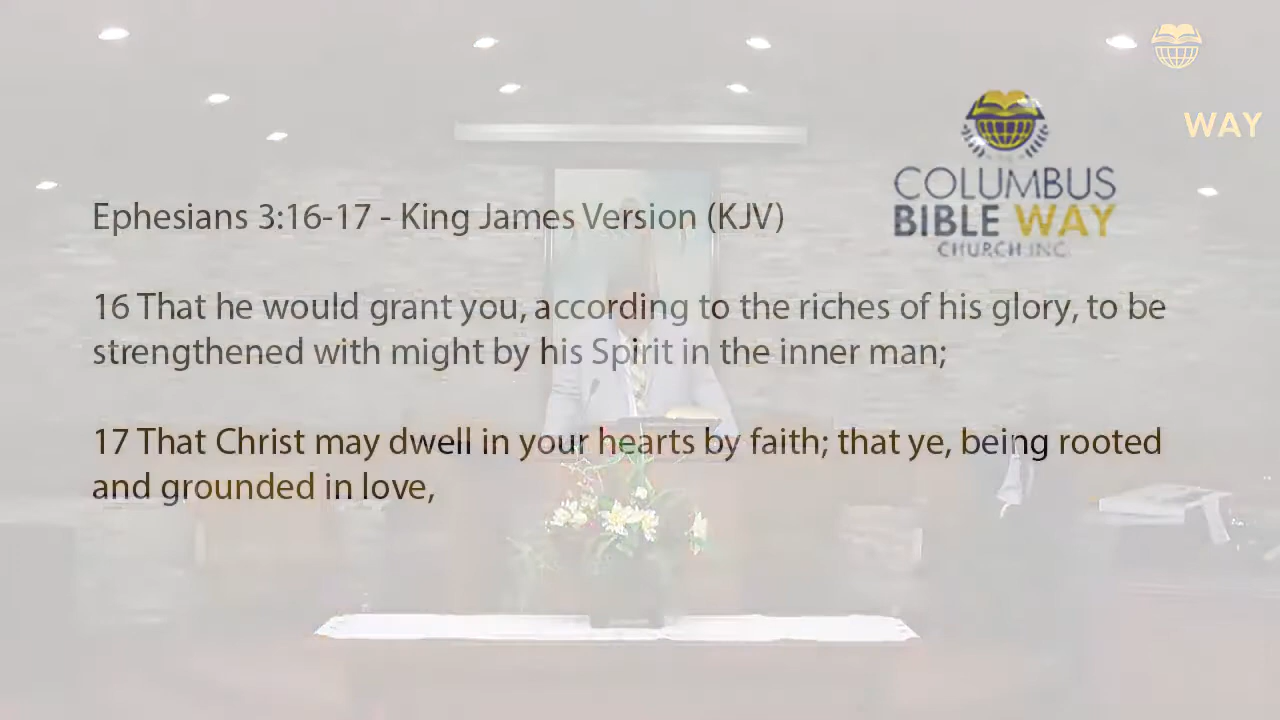 WAY
COLUMBUS
BIBLE WAY
CHURCH INC.
Ephesians 3:16-17 - King James Version (KJV)
16 That he would grant you, according to the riches of his glory, to be
strengthened with might by his Spirit in the inner man;
17 That Christ may dwell in your hearts by faith; that ye, being rooted
and grounded in love,